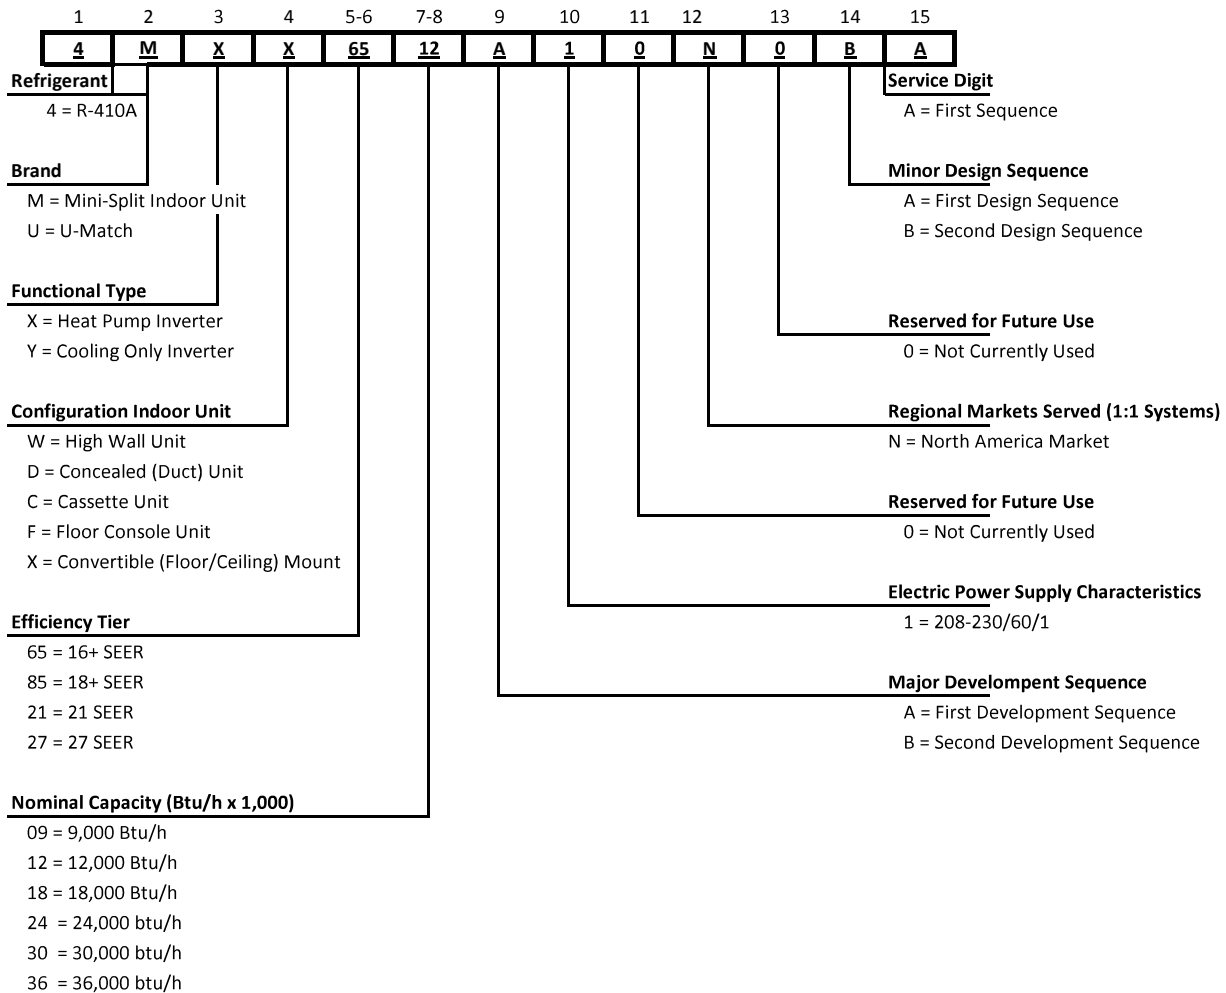 1 2 3 4 5-6 7-8 9 10 11 12 13 14 15
4 M X X 65 12 A 1 0 N 0 B A
Refrigerant
4 = R-410A
Brand
M = Mini-Split Indoor Unit
U = U-Match
Functional Type
X = Heat Pump Inverter
Y = Cooling Only Inverter
Configuration Indoor Unit
W = High Wall Unit
D = Concealed (Duct) Unit
C = Cassette Unit
F = Floor Console Unit
X = Convertible (Floor/Ceiling) Mount
Efficiency Tier
65 = 16+ SEER
85 = 18+ SEER
21 = 21 SEER
27 = 27 SEER
Nominal Capacity (Btu/h x 1,000)
09 = 9,000 Btu/h
12 = 12,000 Btu/h
18 = 18,000 Btu/h
24 = 24,000 btu/h
30 = 30,000 btu/h
36 = 36,000 btu/h
Service Digit
A = First Sequence
Minor Design Sequence
A = First Design Sequence
B = Second Design Sequence
Reserved for Future Use
0 = Not Currently Used
Regional Markets Served (1:1 Systems)
N = North America Market
Reserved for Future Use
0 = Not Currently Used
Electric Power Supply Characteristics
1 = 208-230/60/1
Major Develompent Sequence
A = First Development Sequence
B = Second Development Sequence